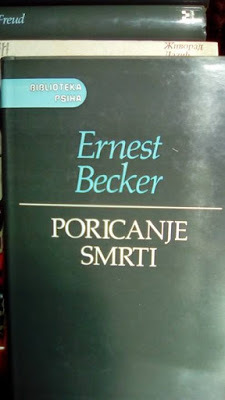 Freud
BIBLIOTEKA
PSIHA
Ernest
Becker
PORICANJE
SMRTI